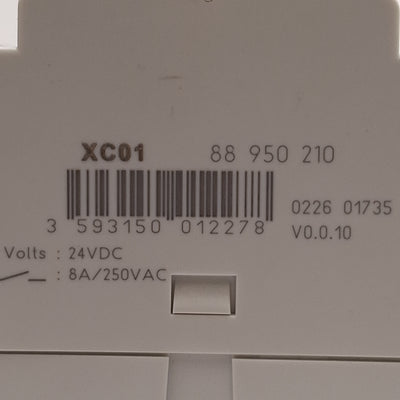 XC01 88 950 210
3 593150 012278
0226 01735
V0.0.10
Volts : 24VDC
: 8A/250VAC